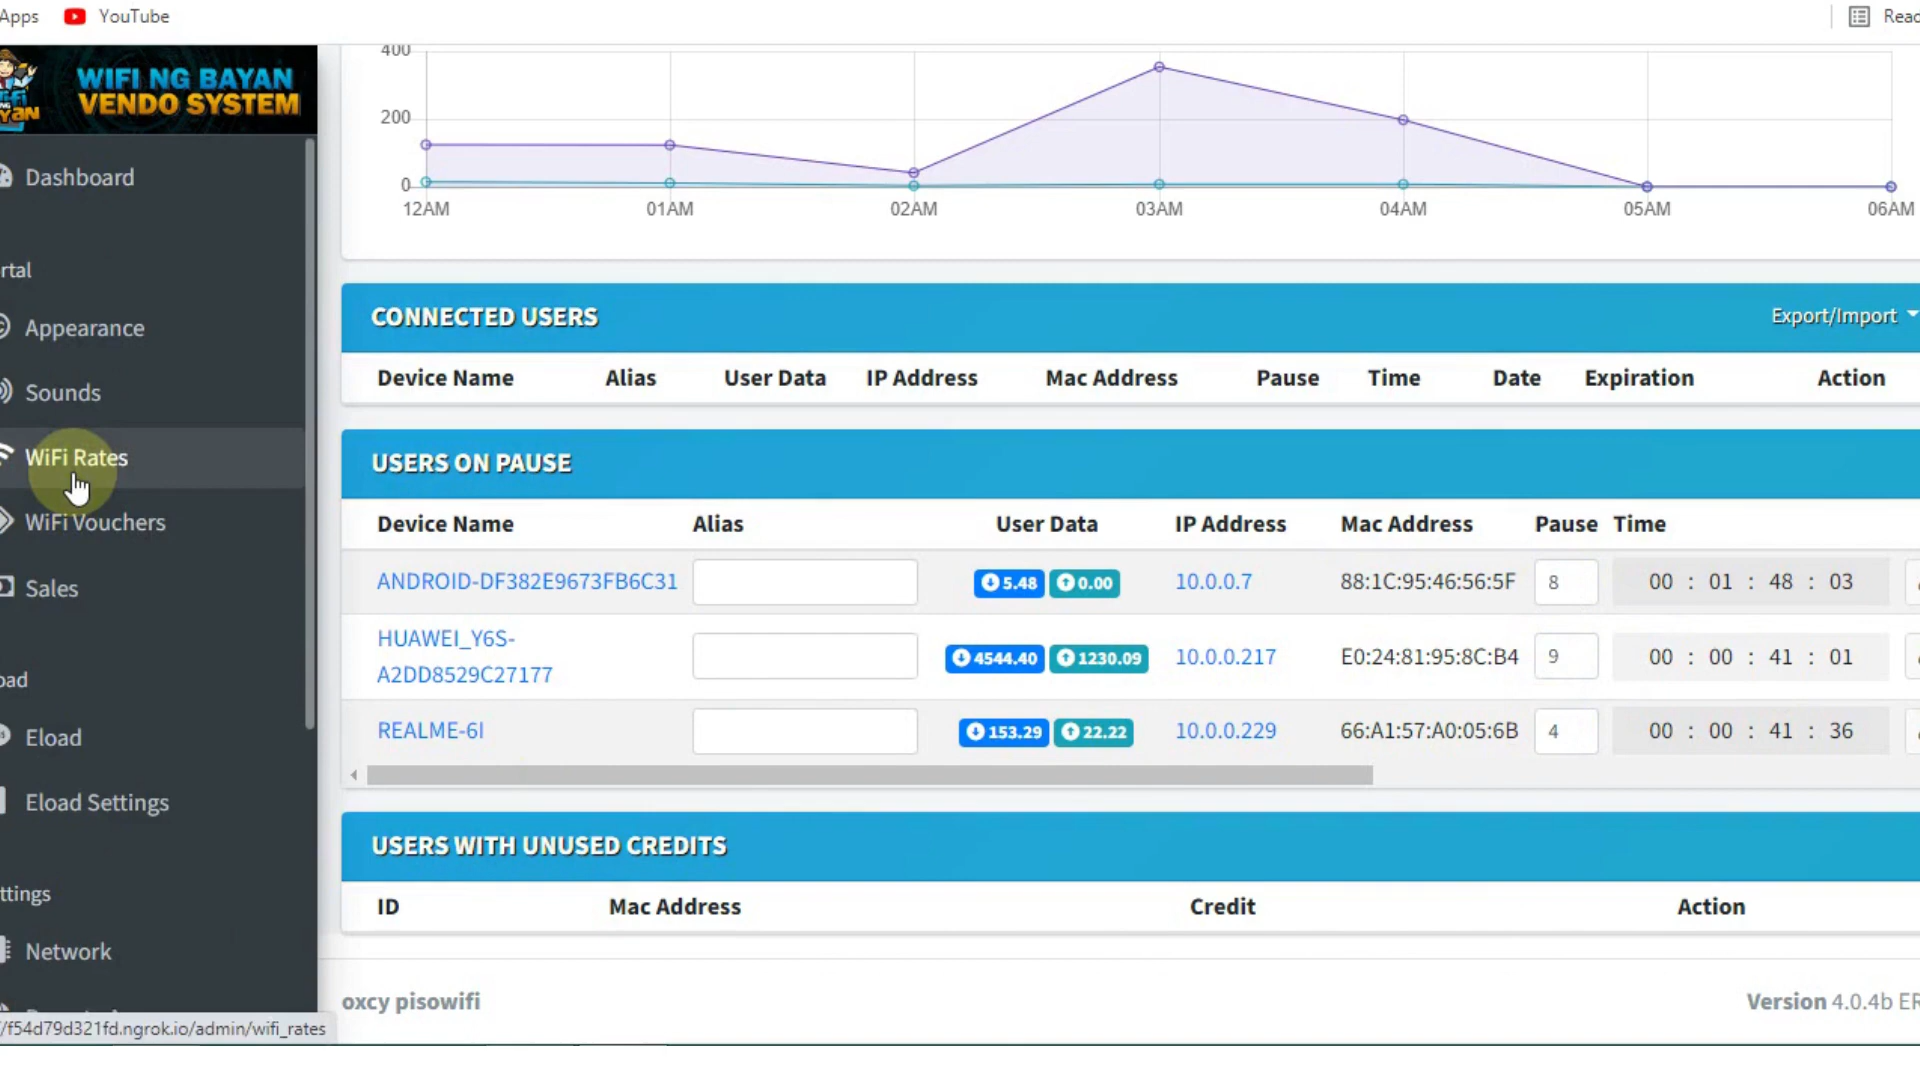 Apps YouTube Read
WIFI NG BAYAN
VENDO SYSTEM
Dashboard
rtal
Appearance
Sounds
WiFi Rates
WiFi Vouchers
Sales
oad
Eload
Eload Settings
ttings
Network
/f54d79d321fd.ngrok.io/admin/wifi_rates
400
200
0
12AM 01AM 02AM 03AM 04AM 05AM 06AM
CONNECTED USERS Export/Import
Device Name Alias User Data IP Address Mac Address Pause Time Date Expiration Action
USERS ON PAUSE
Device Name Alias User Data IP Address Mac Address Pause Time
ANDROID-DF382E9673FB6C31 5.48 0.00 10.0.0.7 88:1C:95:46:56:5F 8 00 : 01 : 48 : 03
HUAWEI_Y6S-
A2DD8529C27177 4544.40 1230.09 10.0.0.217 E0:24:81:95:8C:B4 9 00 : 00 : 41 : 01
REALME-6I 153.29 22.22 10.0.0.229 66:A1:57:A0:05:6B 4 00 : 00 : 41 : 36
USERS WITH UNUSED CREDITS
ID Mac Address Credit Action
oxcy pisowifi Version 4.0.4b